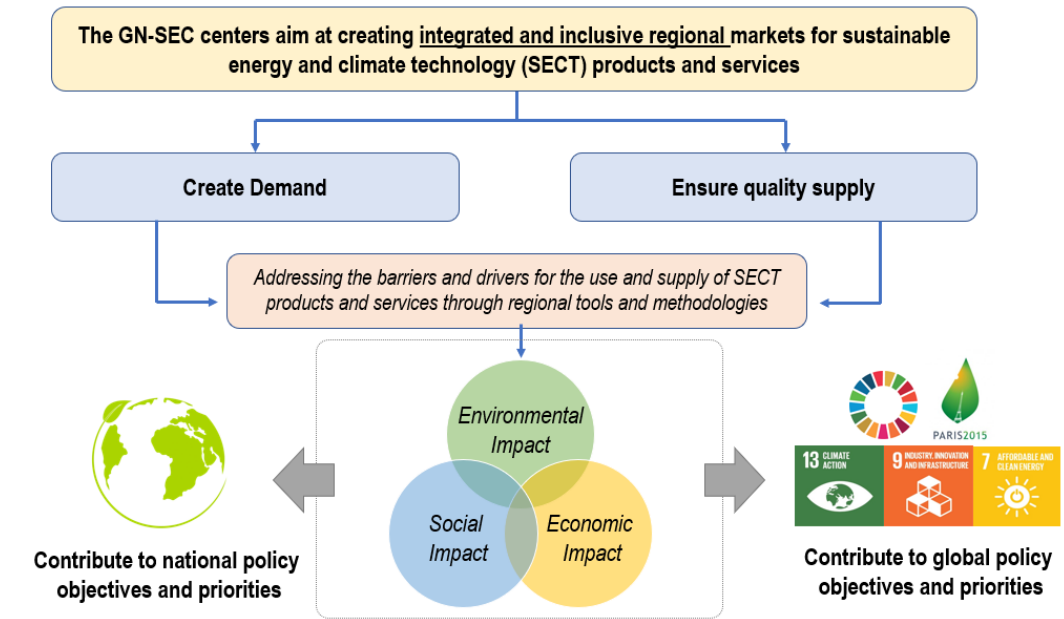 The GN-SEC centers aim at creating integrated and inclusive regional markets for sustainable
energy and climate technology (SECT) products and services
Create Demand
Ensure quality supply
Addressing the barriers and drivers for the use and supply of SECT
products and services through regional tools and methodologies
Environmental
Impact
Social
Impact
Economic
Impact
PARIS2015
13 CLIMATE
ACTION
9 INDUSTRY, INNOVATION
AND INFRASTRUCTURE
7 AFFORDABLE AND
CLEAN ENERGY
Contribute to national policy
objectives and priorities
Contribute to global policy
objectives and priorities